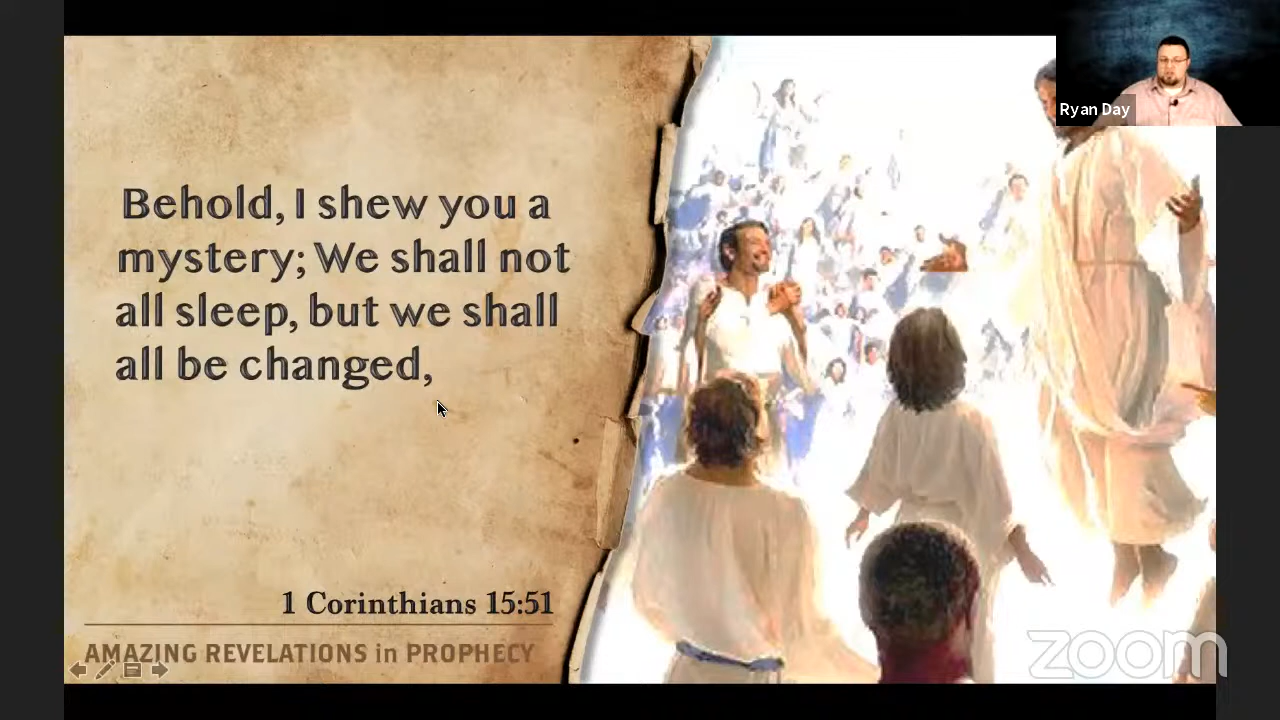 Ryan Day
Behold, I shew you a
mystery; We shall not
all sleep, but we shall
all be changed,
1 Corinthians 15:51
AMAZING REVELATIONS in PROPHECY
zoom